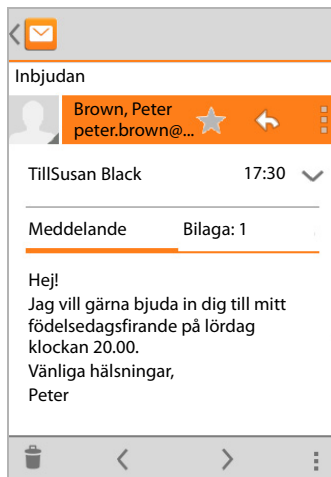 Inbjudan
Brown, Peter
peter.brown@...
TillSusan Black 17:30
Meddelande Bilaga: 1
Hej!
Jag vill gärna bjuda in dig till mitt
födelsedagsfirande på lördag
klockan 20.00.
Vänliga hälsningar,
Peter